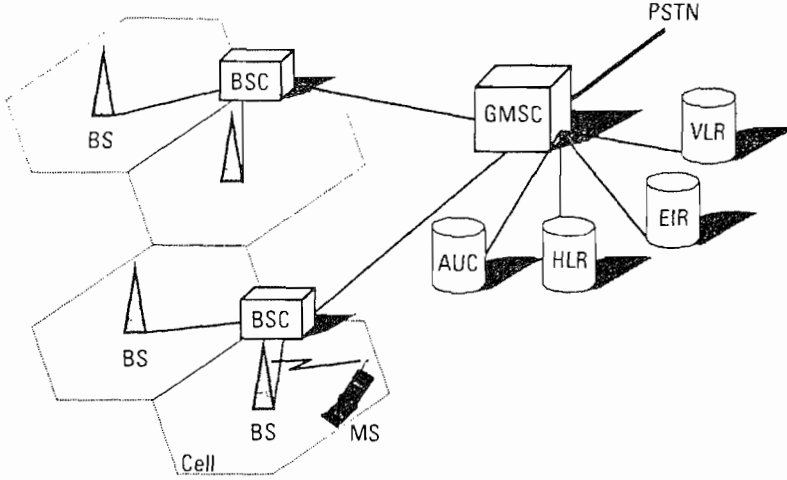 PSTN
BSC
GMSC
BS
VLR
EIR
AUC
HLR
BSC
BS
BS
MS
Cell